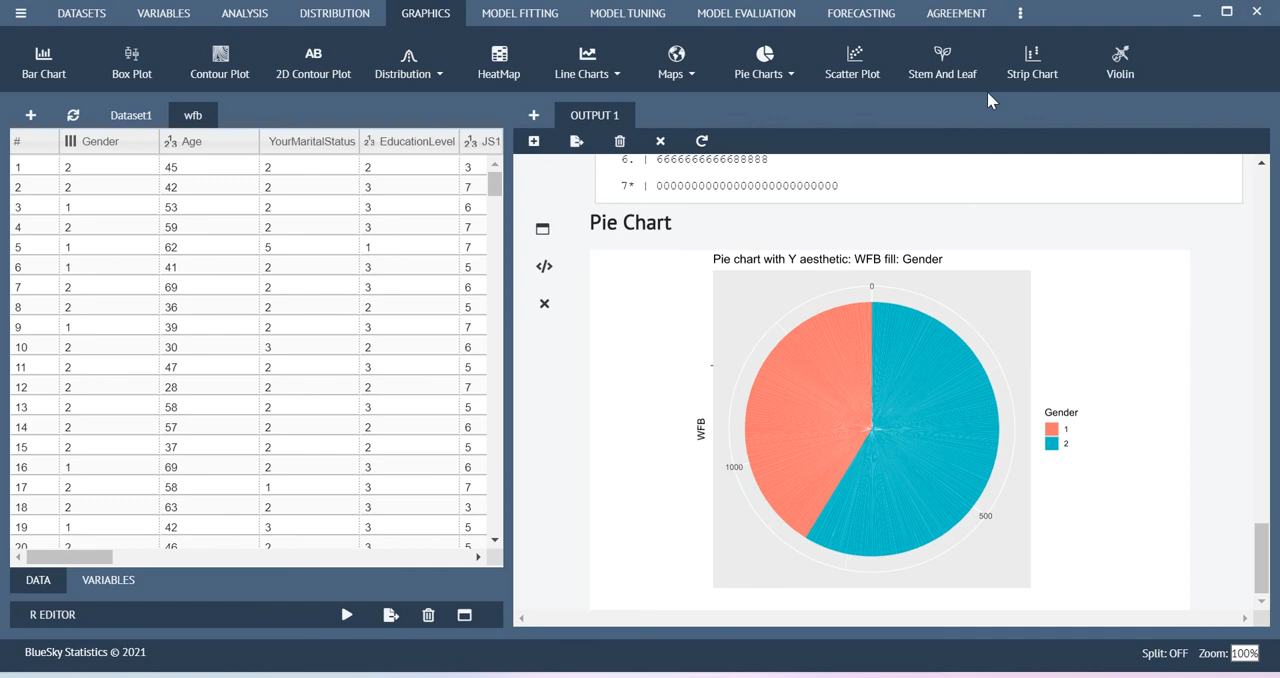 DATASETS VARIABLES ANALYSIS DISTRIBUTION GRAPHICS MODEL FITTING MODEL TUNING MODEL EVALUATION FORECASTING AGREEMENT
AB
Bar Chart Box Plot Contour Plot 2D Contour Plot Distribution HeatMap Line Charts Maps Pie Charts Scatter Plot Stem And Leaf Strip Chart Violin
Dataset1 wfb
# Gender Age YourMaritalStatus EducationLevel JS1
1 2 45 2 2 3
2 2 42 2 3 7
3 1 53 2 3 6
4 2 59 2 3 7
5 1 62 5 1 7
6 1 41 2 3 5
7 2 69 2 3 6
8 2 36 2 2 5
9 1 39 2 3 7
10 2 30 3 2 6
11 2 47 2 3 5
12 2 28 2 2 7
13 2 58 2 3 5
14 2 57 2 2 6
15 2 37 2 2 5
16 1 69 2 3 6
17 2 58 1 3 7
18 2 63 2 3 3
19 1 42 3 3 5
20 2 46 2 3 5
DATA VARIABLES
R EDITOR
OUTPUT 1
6. | 6666666666688888
7* | 00000000000000000000000000
Pie Chart
Pie chart with Y aesthetic: WFB fill: Gender
0
WFB
1000
500
Gender
1
2
BlueSky Statistics © 2021
Split: OFF Zoom: 100%